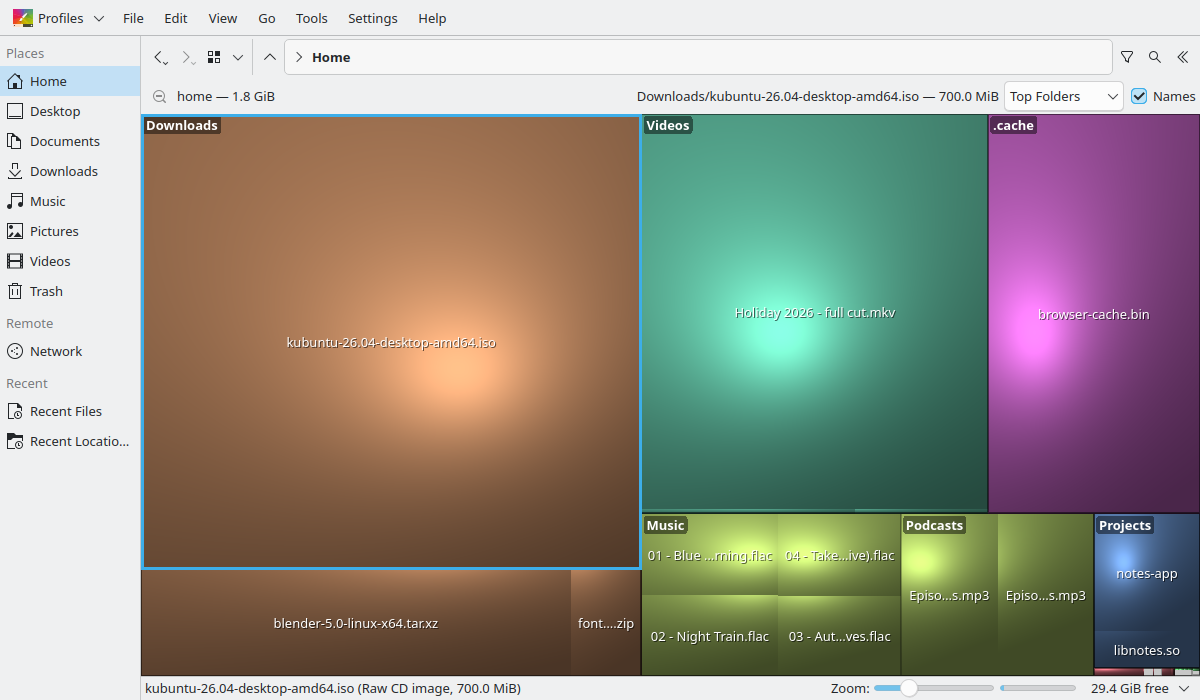 Profiles File Edit View Go Tools Settings Help
Places
Home
Desktop
Documents
Downloads
Music
Pictures
Videos
Trash
Remote
Network
Recent
Recent Files
Recent Locatio...
Home
home — 1.8 GiB
Downloads/kubuntu-26.04-desktop-amd64.iso — 700.0 MiB
Top Folders
Names
Downloads
kubuntu-26.04-desktop-amd64.iso
blender-5.0-linux-x64.tar.xz
font....zip
Videos
Holiday 2026 - full cut.mkv
.cache
browser-cache.bin
Music
01 - Blue ...rning.flac
04 - Take...ive).flac
02 - Night Train.flac
03 - Aut...ves.flac
Podcasts
Episo...s.mp3
Episo...s.mp3
Projects
notes-app
libnotes.so
kubuntu-26.04-desktop-amd64.iso (Raw CD image, 700.0 MiB)
Zoom:
29.4 GiB free